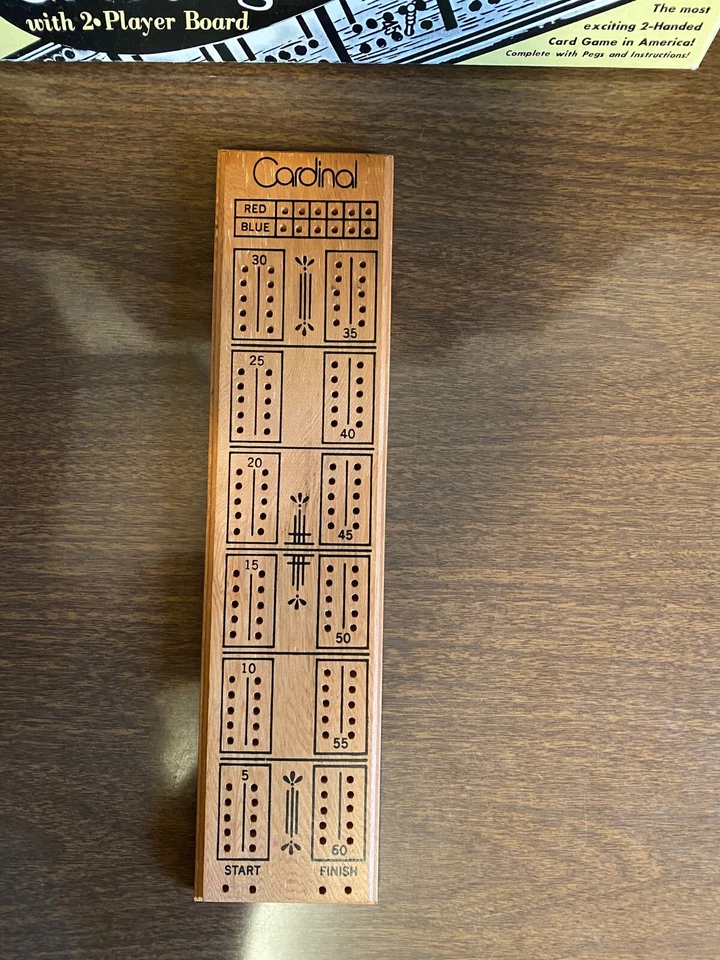 with 2•Player Board
The most
exciting 2-Handed
Card Game in America!
Complete with Pegs and Instructions!
Cardinal
RED
BLUE
30
35
25
40
20
45
15
50
10
55
5
60
START FINISH